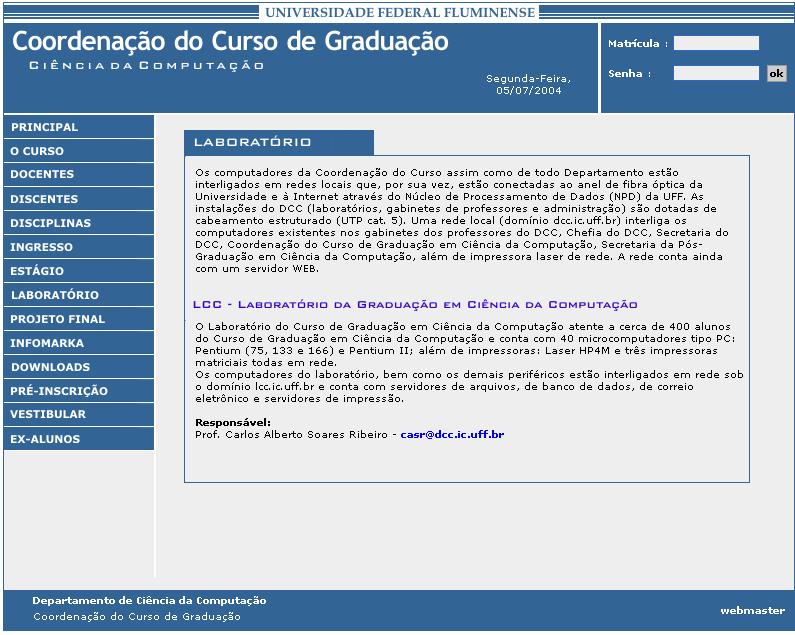 UNIVERSIDADE FEDERAL FLUMINENSE
Coordenação do Curso de Graduação
CIÊNCIA DA COMPUTAÇÃO
Segunda-Feira,
05/07/2004
Matrícula :
Senha :
ok
PRINCIPAL
O CURSO
DOCENTES
DISCENTES
DISCIPLINAS
INGRESSO
ESTÁGIO
LABORATÓRIO
PROJETO FINAL
INFOMARKA
DOWNLOADS
PRÉ-INSCRIÇÃO
VESTIBULAR
EX-ALUNOS
LABORATÓRIO
Os computadores da Coordenação do Curso assim como de todo Departamento estão
interligados em redes locais que, por sua vez, estão conectadas ao anel de fibra óptica da
Universidade e à Internet através do Núcleo de Processamento de Dados (NPD) da UFF. As
instalações do DCC (laboratórios, gabinetes de professores e administração) são dotadas de
cabeamento estruturado (UTP cat. 5). Uma rede local (domínio dcc.ic.uff.br) interliga os
computadores existentes nos gabinetes dos professores do DCC, Chefia do DCC, Secretaria do
DCC, Coordenação do Curso de Graduação em Ciência da Computação, Secretaria da Pós-
Graduação em Ciência da Computação, além de impressora laser de rede. A rede conta ainda
com um servidor WEB.
LCC - Laboratório da Graduação em Ciência da Computação
O Laboratório do Curso de Graduação em Ciência da Computação atente a cerca de 400 alunos
do Curso de Graduação em Ciência da Computação e conta com 40 microcomputadores tipo PC:
Pentium (75, 133 e 166) e Pentium II; além de impressoras: Laser HP4M e três impressoras
matriciais todas em rede.
Os computadores do laboratório, bem como os demais periféricos estão interligados em rede sob
o domínio lcc.ic.uff.br e conta com servidores de arquivos, de banco de dados, de correio
eletrônico e servidores de impressão.
Responsável:
Prof. Carlos Alberto Soares Ribeiro - casr@dcc.ic.uff.br
Departamento de Ciência da Computação
Coordenação do Curso de Graduação
webmaster